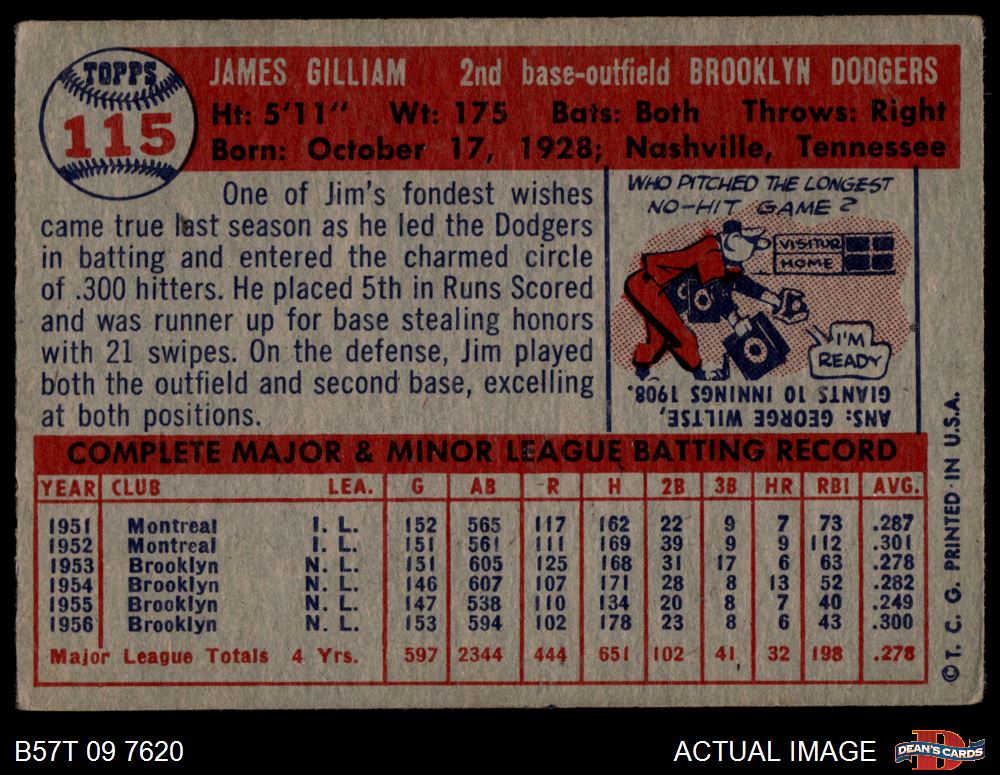 TOPPS
115
JAMES GILLIAM 2nd base-outfield BROOKLYN DODGERS
Ht: 5'11" Wt: 175 Bats: Both Throws: Right
Born: October 17, 1928; Nashville, Tennessee
One of Jim's fondest wishes
came true last season as he led the Dodgers
in batting and entered the charmed circle
of .300 hitters. He placed 5th in Runs Scored
and was runner up for base stealing honors
with 21 swipes. On the defense, Jim played
both the outfield and second base, excelling
at both positions.
WHO PITCHED THE LONGEST
NO-HIT GAME?
VISITOR
HOME
I'M
READY
ANS: GEORGE WILTSE,
GIANTS 10 INNINGS 1908.
COMPLETE MAJOR & MINOR LEAGUE BATTING RECORD
YEAR CLUB LEA. G AB R H 2B 3B HR RBI AVG.
1951 Montreal I. L. 152 565 117 162 22 9 7 73 .287
1952 Montreal I. L. 151 561 111 169 39 9 9 112 .301
1953 Brooklyn N. L. 151 605 125 168 31 17 6 63 .278
1954 Brooklyn N. L. 146 607 107 171 28 8 13 52 .282
1955 Brooklyn N. L. 147 538 110 134 20 8 7 40 .249
1956 Brooklyn N. L. 153 594 102 178 23 8 6 43 .300
Major League Totals 4 Yrs. 597 2344 444 651 102 41 32 198 .278
©T. C. G. PRINTED IN U.S.A.
B57T 09 7620
ACTUAL IMAGE
DEAN'S CARDS